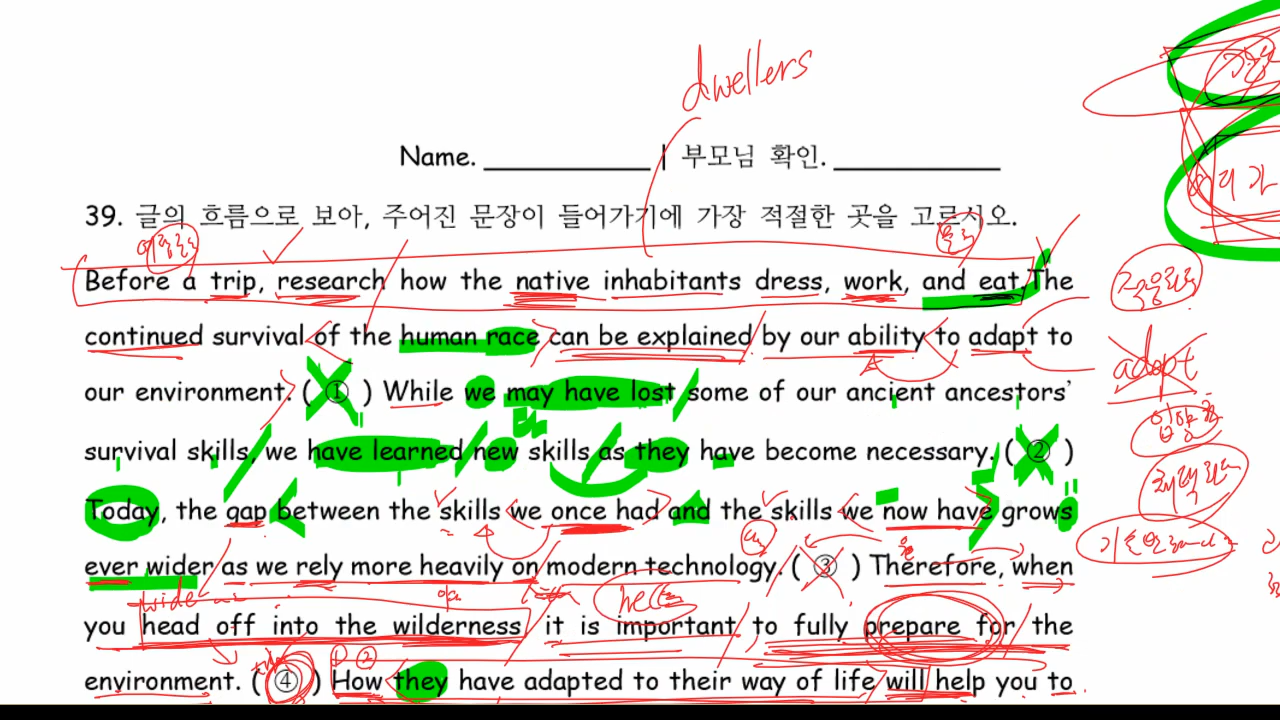 dwellers
Name. ____________ | 부모님 확인. ____________
39. 글의 흐름으로 보아, 주어진 문장이 들어가기에 가장 적절한 곳을 고르시오.
Before a trip, research how the native inhabitants dress, work, and eat. The
continued survival of the human race can be explained by our ability to adapt to
adopt
our environment. ( ① ) While we may have lost some of our ancient ancestors'
survival skills, we have learned new skills as they have become necessary. ( ② )
Today, the gap between the skills we once had and the skills we now have grows
ever wider as we rely more heavily on modern technology. ( ③ ) Therefore, when
wide
you head off into the wilderness, it is important to fully prepare for the
environment. ( ④ ) How they have adapted to their way of life will help you to